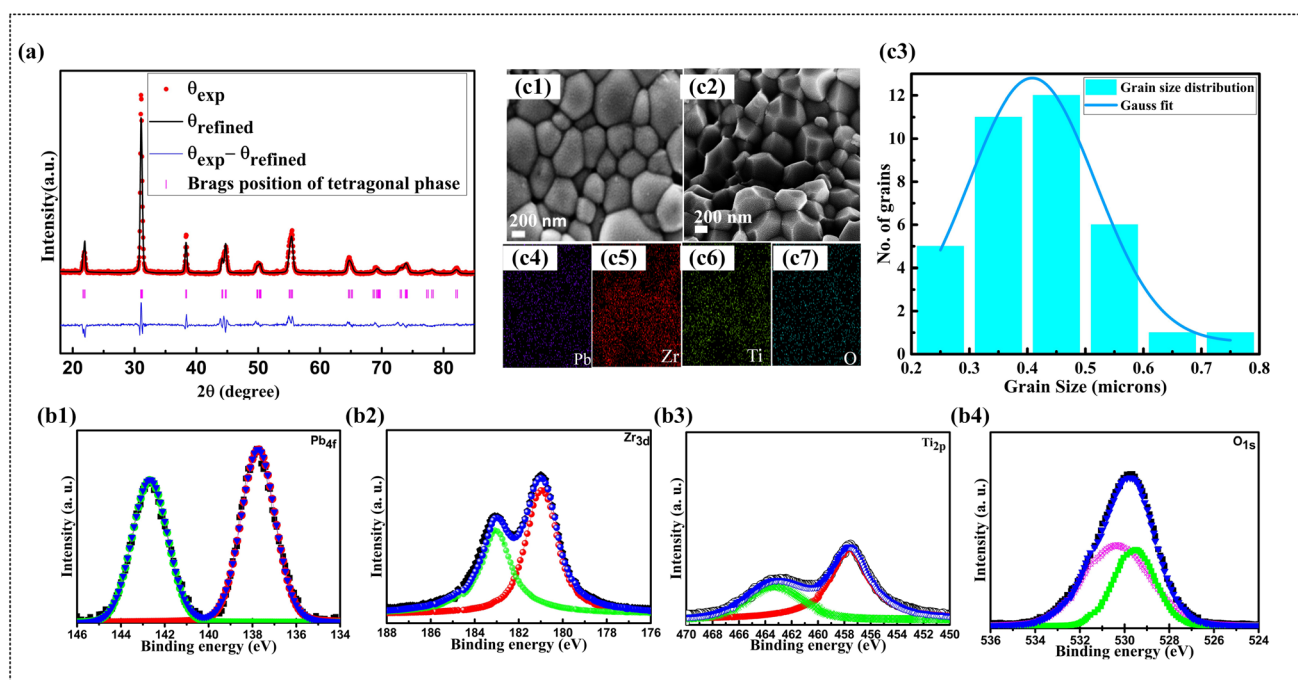 (a)
θexp
θrefined
θexp− θrefined
Brags position of tetragonal phase
Intensity(a.u.)
20 30 40 50 60 70 80
2θ (degree)
(c1)
200 nm
(c2)
200 nm
(c4)
Pb
(c5)
Zr
(c6)
Ti
(c7)
O
(c3)
Grain size distribution
Gauss fit
No. of grains
12
10
8
6
4
2
0
0.2 0.3 0.4 0.5 0.6 0.7 0.8
Grain Size (microns)
(b1)
Pb4f
Intensity (a. u.)
146 144 142 140 138 136 134
Binding energy (eV)
(b2)
Zr3d
Intensity (a. u.)
188 186 184 182 180 178 176
Binding energy (eV)
(b3)
Ti2p
Intensity (a. u.)
470 468 466 464 462 460 458 456 454 452 450
Binding energy (eV)
(b4)
O1s
Intensity (a. u.)
536 534 532 530 528 526 524
Binding energy (eV)